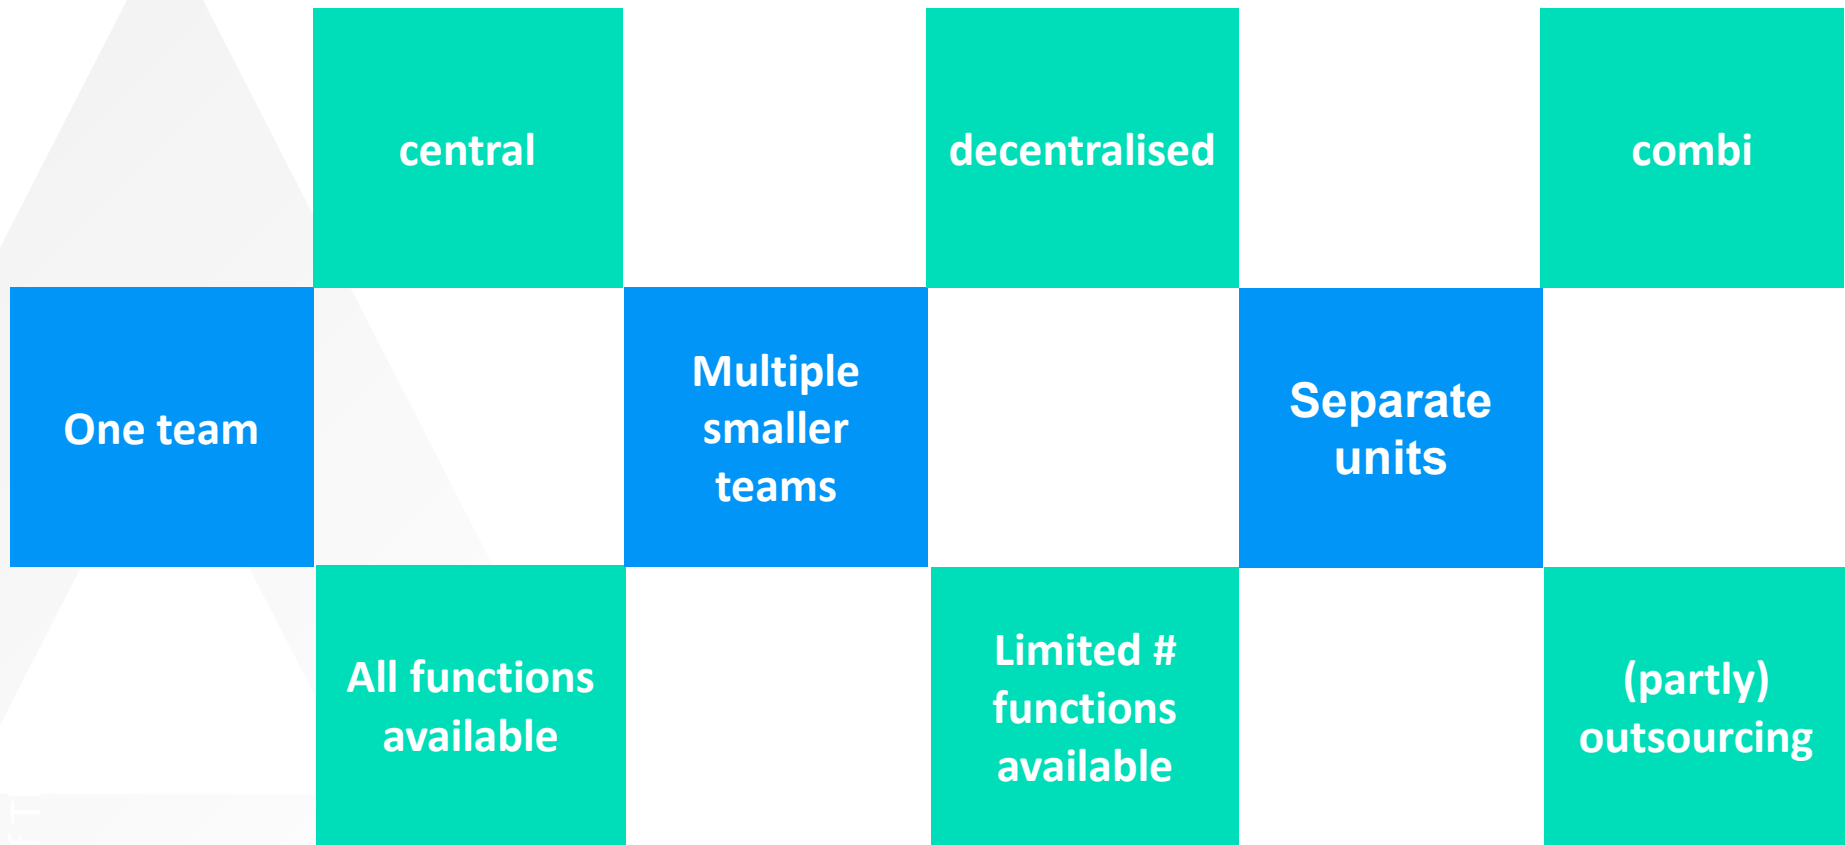 central
decentralised
combi
One team
Multiple
smaller
teams
Separate
units
All functions
available
Limited #
functions
available
(partly)
outsourcing